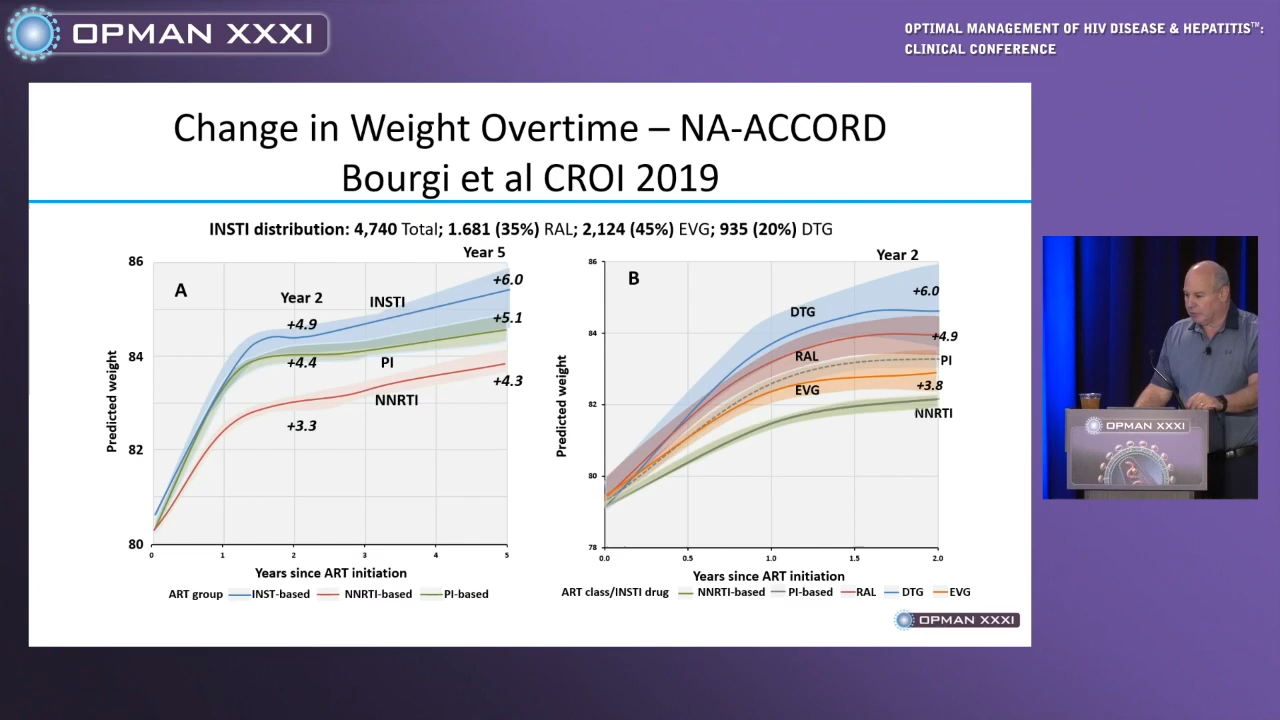 OPMAN XXXI
OPTIMAL MANAGEMENT OF HIV DISEASE & HEPATITIS™:
CLINICAL CONFERENCE
Change in Weight Overtime – NA-ACCORD
Bourgi et al CROI 2019
INSTI distribution: 4,740 Total; 1.681 (35%) RAL; 2,124 (45%) EVG; 935 (20%) DTG
Year 5
86
A
Year 2
INSTI
+6.0
+4.9
+5.1
84
+4.4
PI
+4.3
NNRTI
+3.3
82
80
Predicted weight
0 1 2 3 4 5
Years since ART initiation
ART group INST-based NNRTI-based PI-based
Year 2
86
B
+6.0
DTG
84
+4.9
RAL
PI
EVG
+3.8
82
NNRTI
80
78
Predicted weight
0.0 0.5 1.0 1.5 2.0
Years since ART initiation
ART class/INSTI drug NNRTI-based PI-based RAL DTG EVG
OPMAN XXXI
OPMAN XXXI